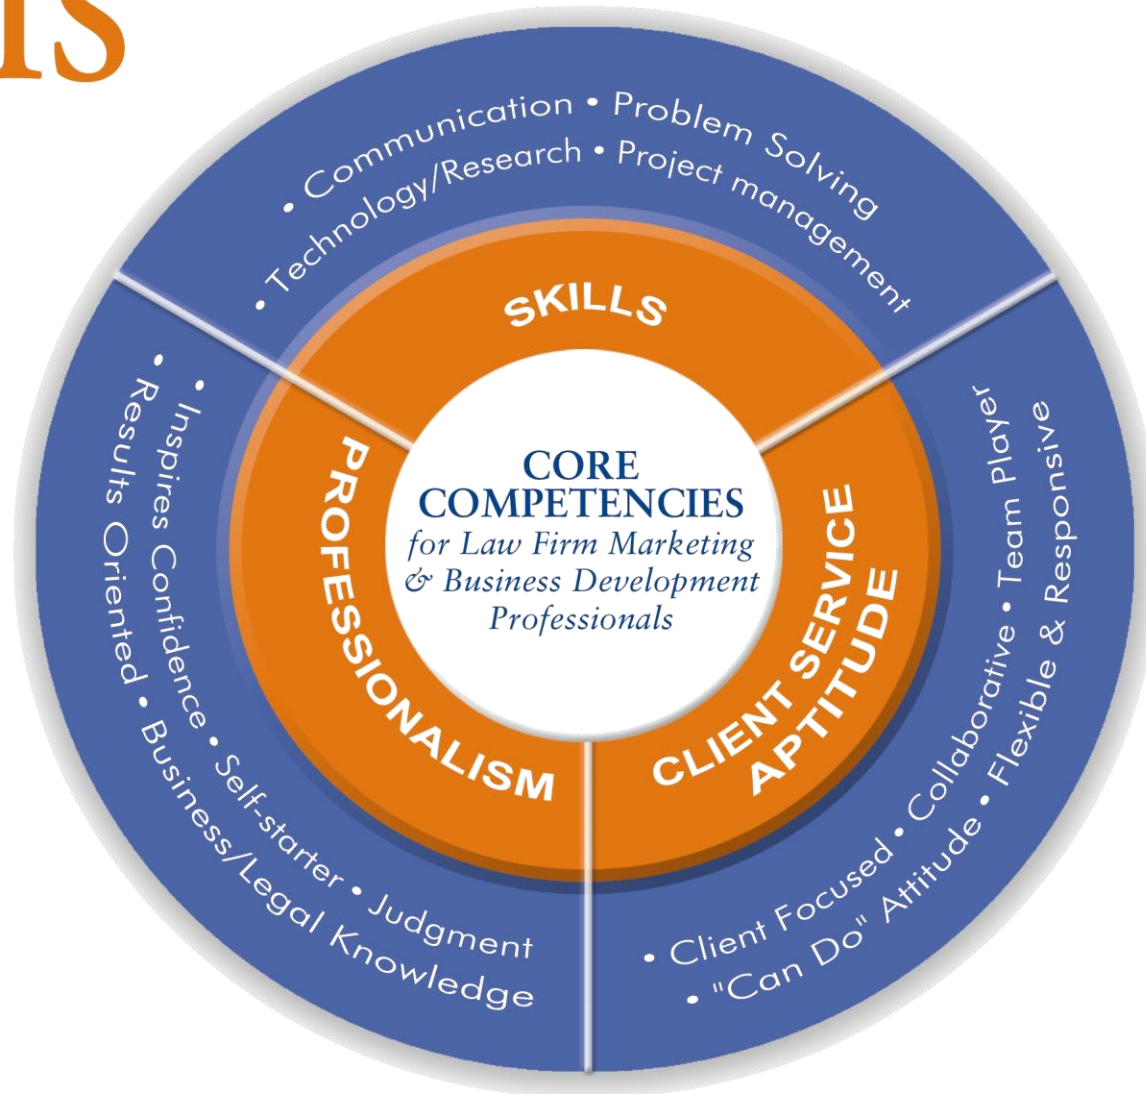 IS
• Communication • Problem Solving
• Technology/Research • Project management
SKILLS
CORE
COMPETENCIES
for Law Firm Marketing
& Business Development
Professionals
PROFESSIONALISM
CLIENT SERVICE
APTITUDE
• Inspires Confidence • Self-starter • Judgment
• Results Oriented • Business/Legal Knowledge
• Client Focused • Collaborative • Team Player
• "Can Do" Attitude • Flexible & Responsive